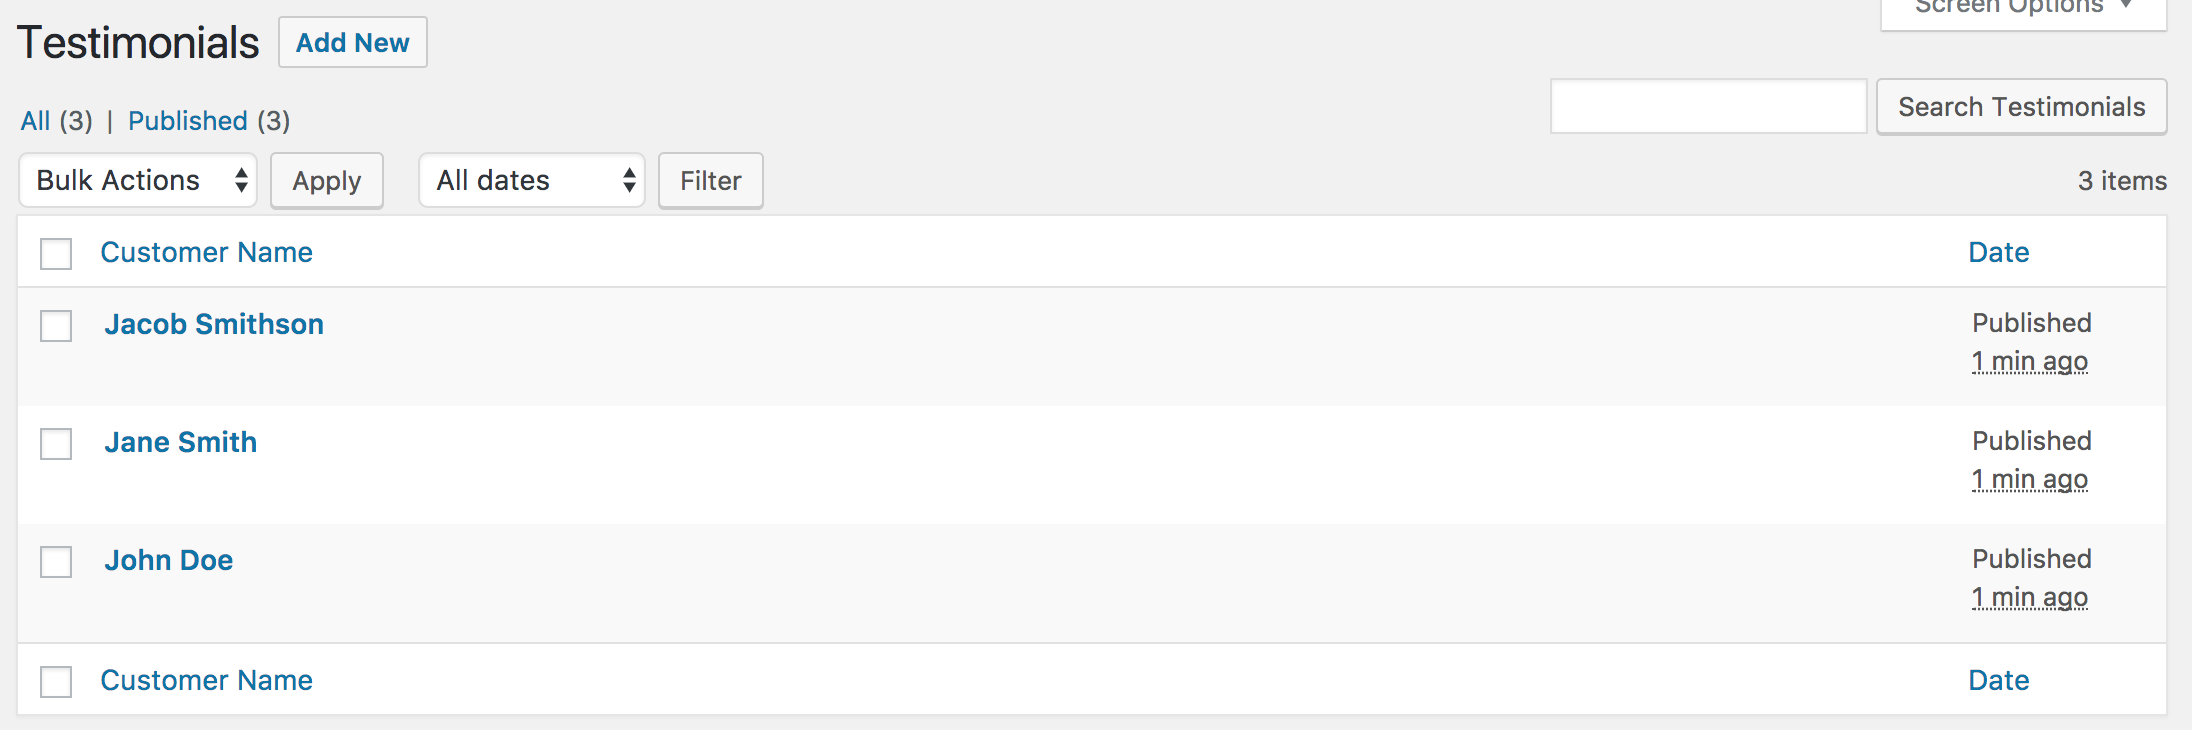 Screen Options ▼
Testimonials Add New
Search Testimonials
All (3) | Published (3)
Bulk Actions Apply All dates Filter 3 items
Customer Name Date
Jacob Smithson Published
1 min ago
Jane Smith Published
1 min ago
John Doe Published
1 min ago
Customer Name Date